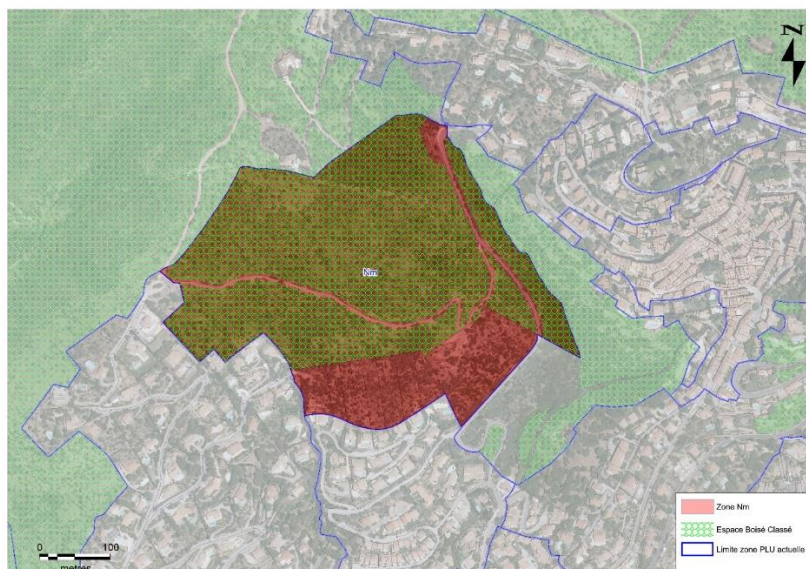 N
Nm
Zone Nm
Espace Boisé Classé
Limite zone PLU actuelle
0 100
metres